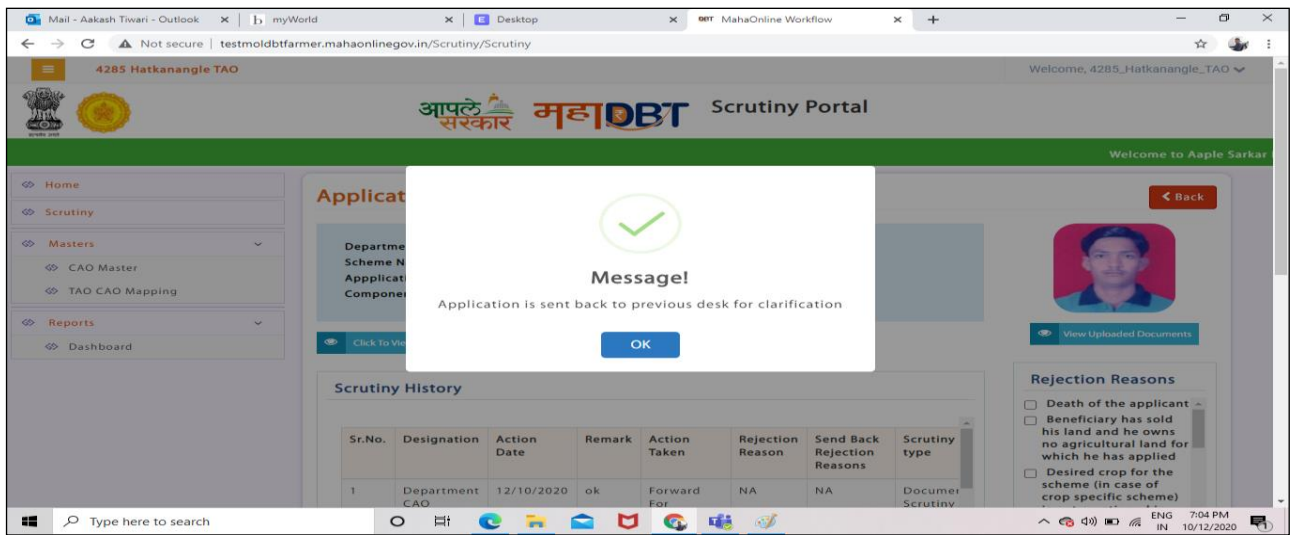 Mail - Aakash Tiwari - Outlook
myWorld
Desktop
MahaOnline Workflow
Not secure | testmoldbtfarmer.mahaonlinegov.in/Scrutiny/Scrutiny
4285 Hatkanangle TAO
Welcome, 4285_Hatkanangle_TAO
आपले सरकार
महाDBT
Scrutiny Portal
Welcome to Aaple Sarkar
Home
Scrutiny
Masters
CAO Master
TAO CAO Mapping
Reports
Dashboard
Back
Message!
Application is sent back to previous desk for clarification
OK
View Uploaded Documents
Scrutiny History
Sr.No. Designation Action Date Remark Action Taken Rejection Reason Send Back Rejection Reasons Scrutiny type
1 Department CAO 12/10/2020 ok Forward For NA NA Scrutiny
Rejection Reasons
Death of the applicant
Beneficiary has sold
his land and he owns
no agricultural land for
which he has applied
Desired crop for the
scheme (in case of
crop specific scheme)
Type here to search
ENG
IN
7:04 PM
10/12/2020